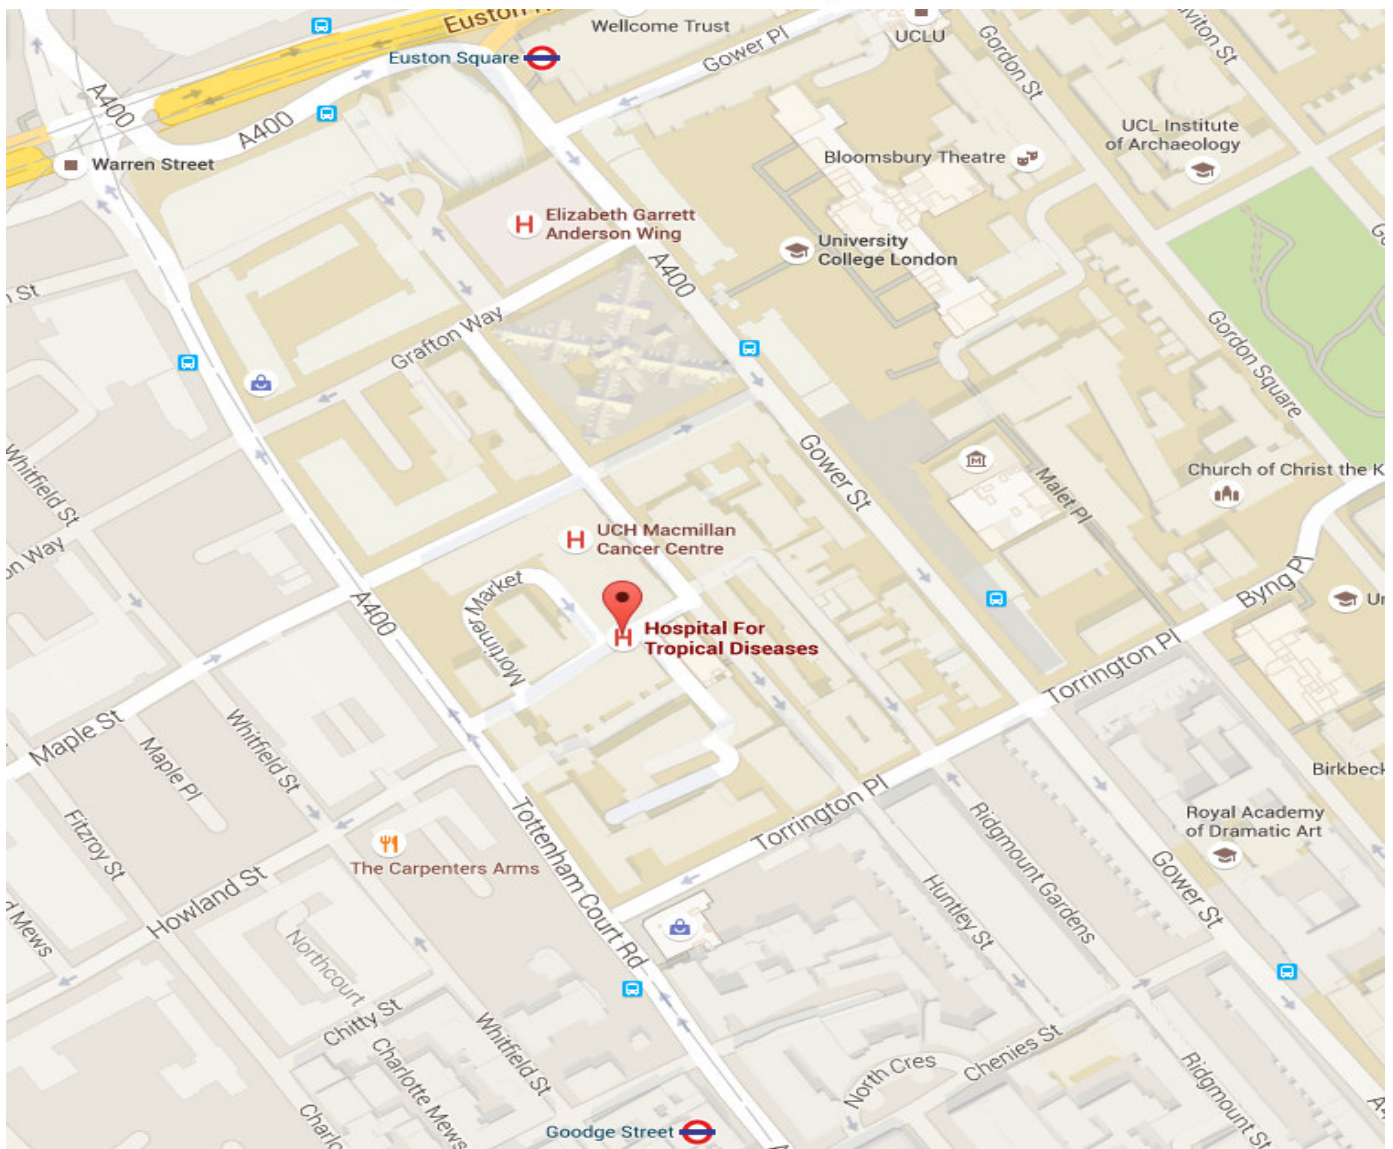 Euston
Wellcome Trust
UCLU
Euston Square
Gower Pl
Gordon St
A400
A400
Warren Street
UCL Institute
of Archaeology
Bloomsbury Theatre
Elizabeth Garrett
Anderson Wing
University
College London
A400
Grafton Way
Gordon Square
Whitfield St
Gower St
Church of Christ the K
Malet Pl
UCH Macmillan
Cancer Centre
Mortimer Market
A400
Byng Pl
Hospital For
Tropical Diseases
Torrington Pl
Maple St
Maple Pl
Whitfield St
Birkbeck
Fitzroy St
Tottenham Court Rd
Torrington Pl
Ridgmount Gardens
Royal Academy
of Dramatic Art
The Carpenters Arms
Howland St
Huntley St
Gower St
Mews
Northcourt
Chitty St
Whitfield St
Charlotte Mews
North Cres
Chenies St
Ridgmount St
Goodge Street